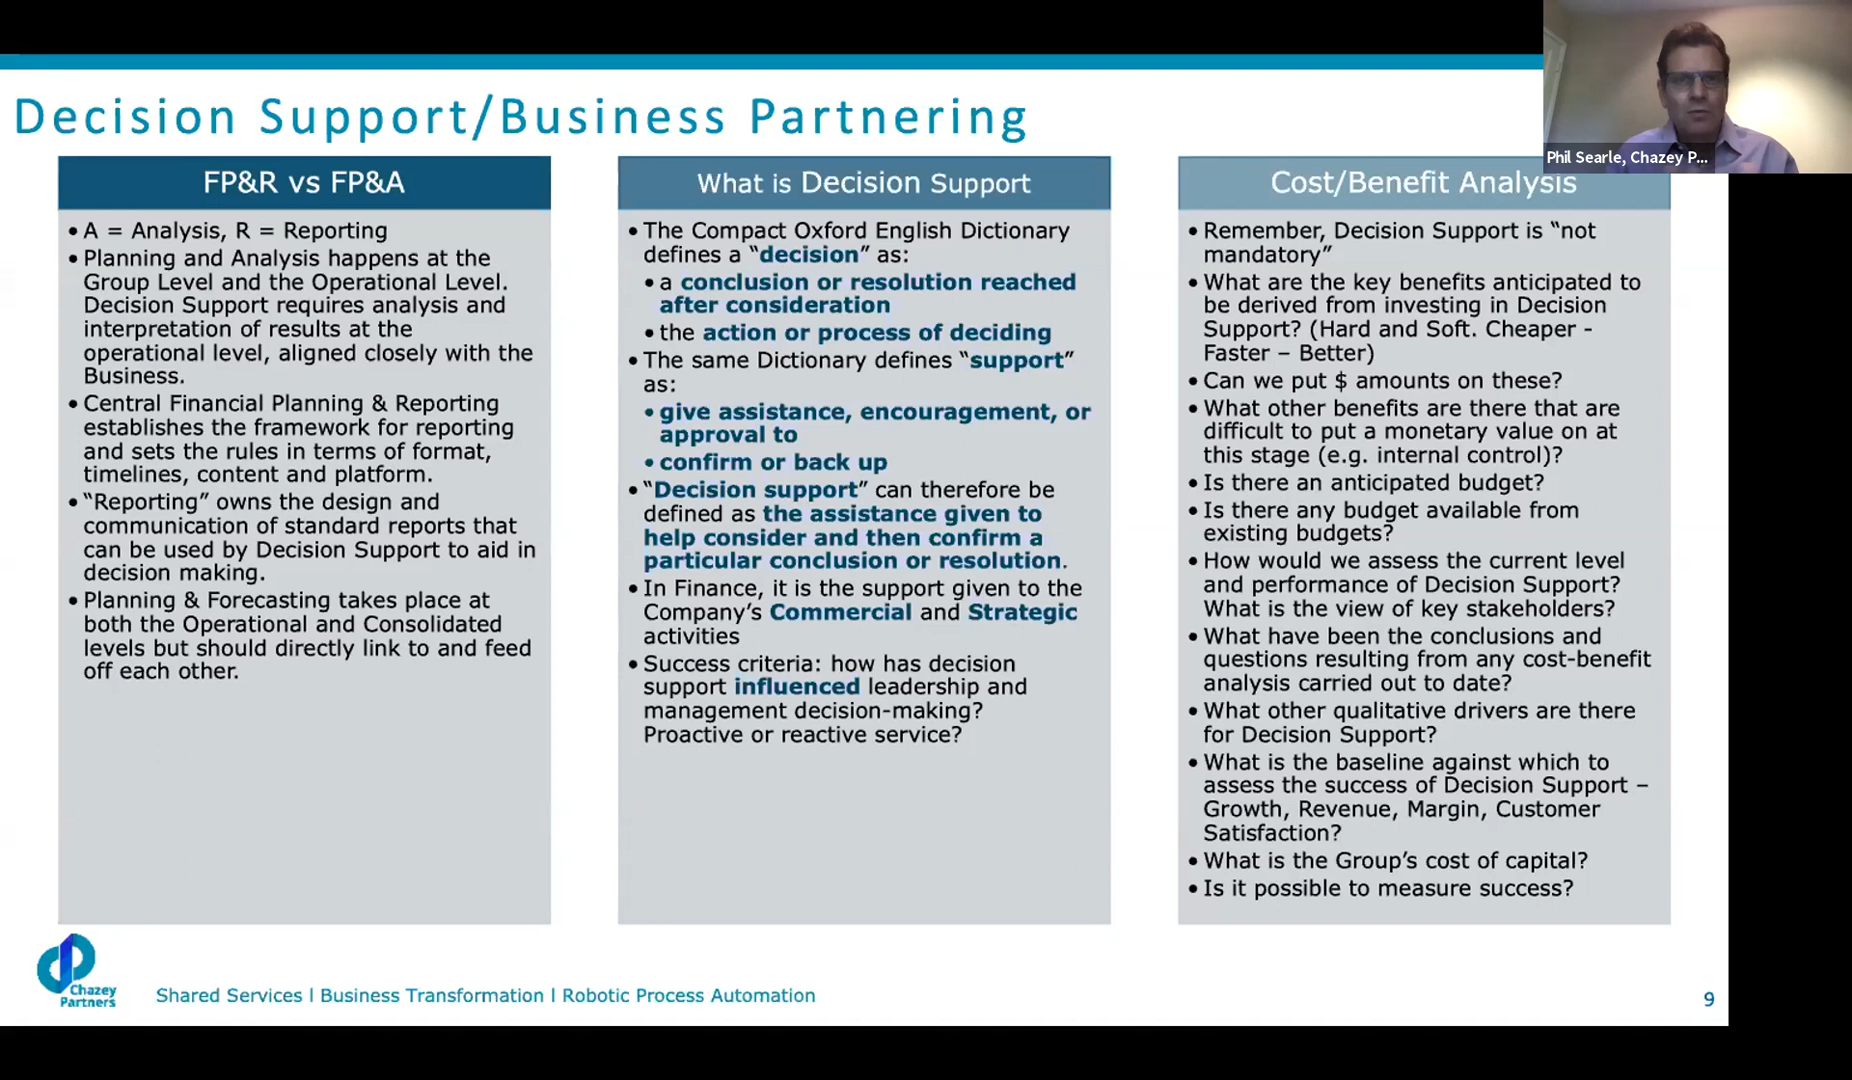 Decision Support/Business Partnering
Phil Searle, Chazey P...
FP&R vs FP&A
• A = Analysis, R = Reporting
• Planning and Analysis happens at the
Group Level and the Operational Level.
Decision Support requires analysis and
interpretation of results at the
operational level, aligned closely with the
Business.
• Central Financial Planning & Reporting
establishes the framework for reporting
and sets the rules in terms of format,
timelines, content and platform.
• “Reporting” owns the design and
communication of standard reports that
can be used by Decision Support to aid in
decision making.
• Planning & Forecasting takes place at
both the Operational and Consolidated
levels but should directly link to and feed
off each other.
What is Decision Support
• The Compact Oxford English Dictionary
defines a “decision” as:
• a conclusion or resolution reached
after consideration
• the action or process of deciding
• The same Dictionary defines “support”
as:
• give assistance, encouragement, or
approval to
• confirm or back up
• “Decision support” can therefore be
defined as the assistance given to
help consider and then confirm a
particular conclusion or resolution.
• In Finance, it is the support given to the
Company’s Commercial and Strategic
activities
• Success criteria: how has decision
support influenced leadership and
management decision-making?
Proactive or reactive service?
Cost/Benefit Analysis
• Remember, Decision Support is “not
mandatory”
• What are the key benefits anticipated to
be derived from investing in Decision
Support? (Hard and Soft. Cheaper -
Faster – Better)
• Can we put $ amounts on these?
• What other benefits are there that are
difficult to put a monetary value on at
this stage (e.g. internal control)?
• Is there an anticipated budget?
• Is there any budget available from
existing budgets?
• How would we assess the current level
and performance of Decision Support?
What is the view of key stakeholders?
• What have been the conclusions and
questions resulting from any cost-benefit
analysis carried out to date?
• What other qualitative drivers are there
for Decision Support?
• What is the baseline against which to
assess the success of Decision Support –
Growth, Revenue, Margin, Customer
Satisfaction?
• What is the Group’s cost of capital?
• Is it possible to measure success?
Chazey
Partners
Shared Services l Business Transformation l Robotic Process Automation
9